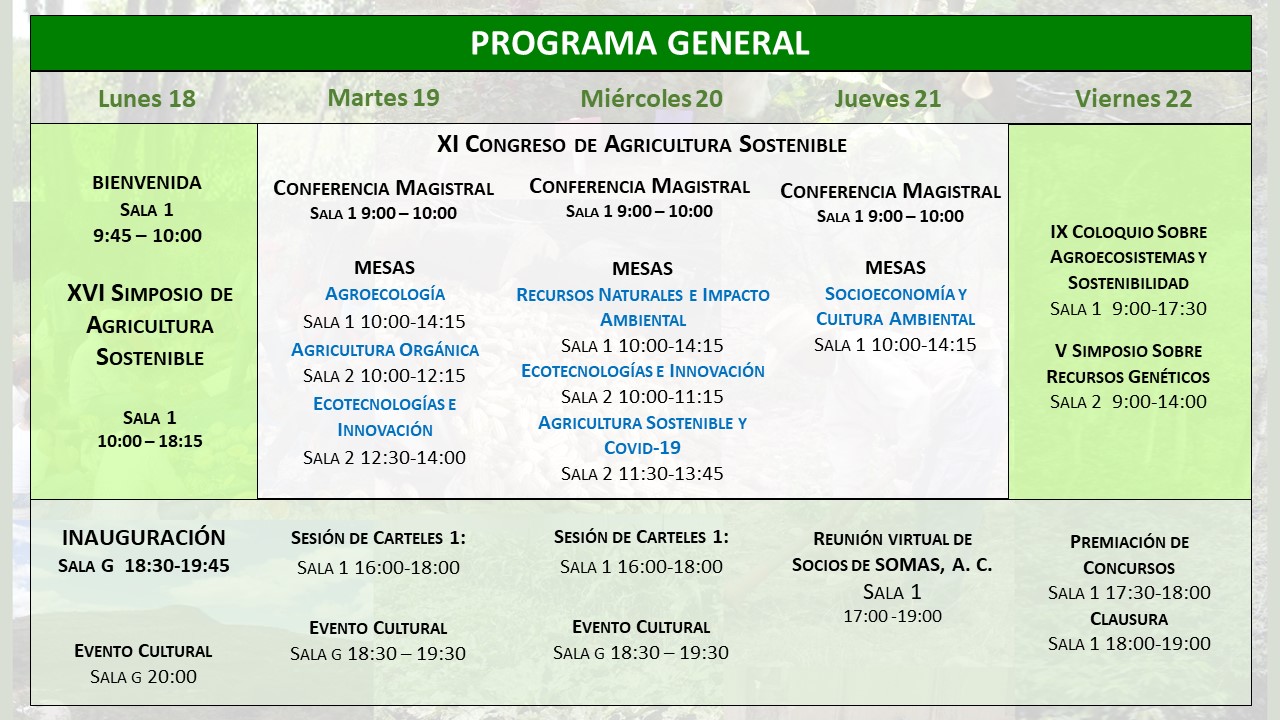 PROGRAMA GENERAL
Lunes 18
Martes 19
Miércoles 20
Jueves 21
Viernes 22
BIENVENIDA
SALA 1
9:45 – 10:00
XVI SIMPOSIO DE
AGRICULTURA
SOSTENIBLE
SALA 1
10:00 – 18:15
XI CONGRESO DE AGRICULTURA SOSTENIBLE
CONFERENCIA MAGISTRAL
SALA 1 9:00 – 10:00
MESAS
AGROECOLOGÍA
SALA 1 10:00-14:15
AGRICULTURA ORGÁNICA
SALA 2 10:00-12:15
ECOTECNOLOGÍAS E
INNOVACIÓN
SALA 2 12:30-14:00
CONFERENCIA MAGISTRAL
SALA 1 9:00 – 10:00
MESAS
RECURSOS NATURALES E IMPACTO
AMBIENTAL
SALA 1 10:00-14:15
ECOTECNOLOGÍAS E INNOVACIÓN
SALA 2 10:00-11:15
AGRICULTURA SOSTENIBLE Y
COVID-19
SALA 2 11:30-13:45
CONFERENCIA MAGISTRAL
SALA 1 9:00 – 10:00
MESAS
SOCIOECONOMÍA Y
CULTURA AMBIENTAL
SALA 1 10:00-14:15
IX COLOQUIO SOBRE
AGROECOSISTEMAS Y
SOSTENIBILIDAD
SALA 1 9:00-17:30
V SIMPOSIO SOBRE
RECURSOS GENÉTICOS
SALA 2 9:00-14:00
INAUGURACIÓN
SALA G 18:30-19:45
EVENTO CULTURAL
SALA G 20:00
SESIÓN DE CARTELES 1:
SALA 1 16:00-18:00
EVENTO CULTURAL
SALA G 18:30 – 19:30
SESIÓN DE CARTELES 1:
SALA 1 16:00-18:00
EVENTO CULTURAL
SALA G 18:30 – 19:30
REUNIÓN VIRTUAL DE
SOCIOS DE SOMAS, A. C.
SALA 1
17:00 -19:00
PREMIACIÓN DE
CONCURSOS
SALA 1 17:30-18:00
CLAUSURA
SALA 1 18:00-19:00